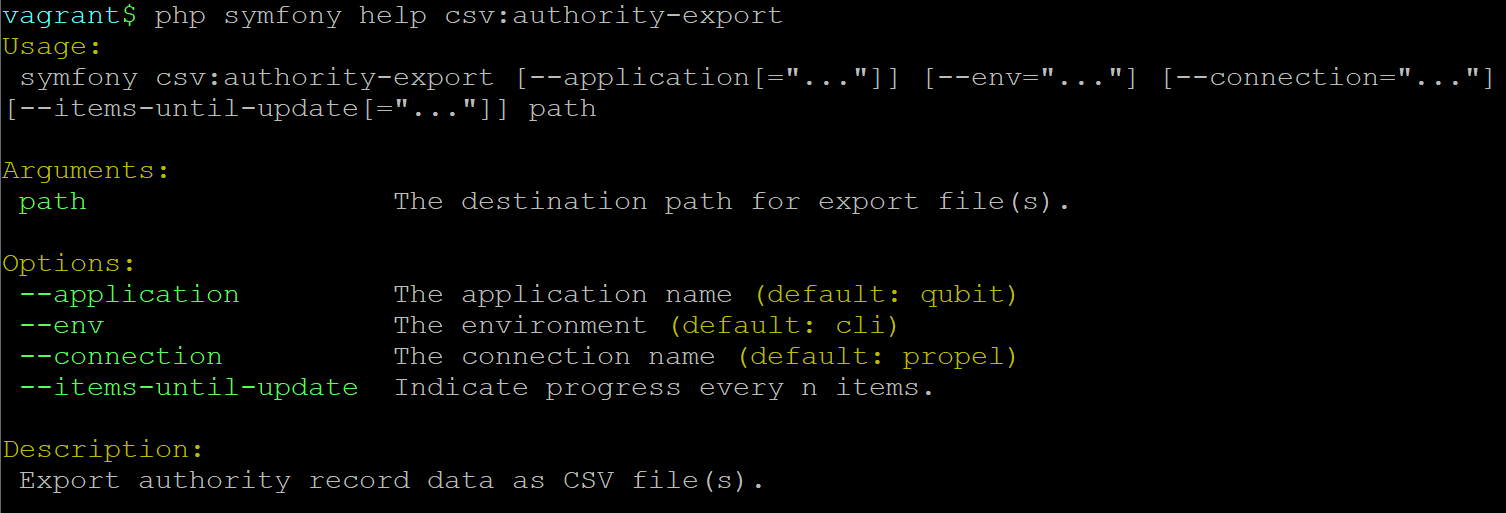 vagrant$ php symfony help csv:authority-export
Usage:
 symfony csv:authority-export [--application[="..."]] [--env="..."] [--connection="..."]
[--items-until-update[="..."]] path

Arguments:
 path                  The destination path for export file(s).

Options:
 --application         The application name (default: qubit)
 --env                 The environment (default: cli)
 --connection          The connection name (default: propel)
 --items-until-update  Indicate progress every n items.

Description:
 Export authority record data as CSV file(s).